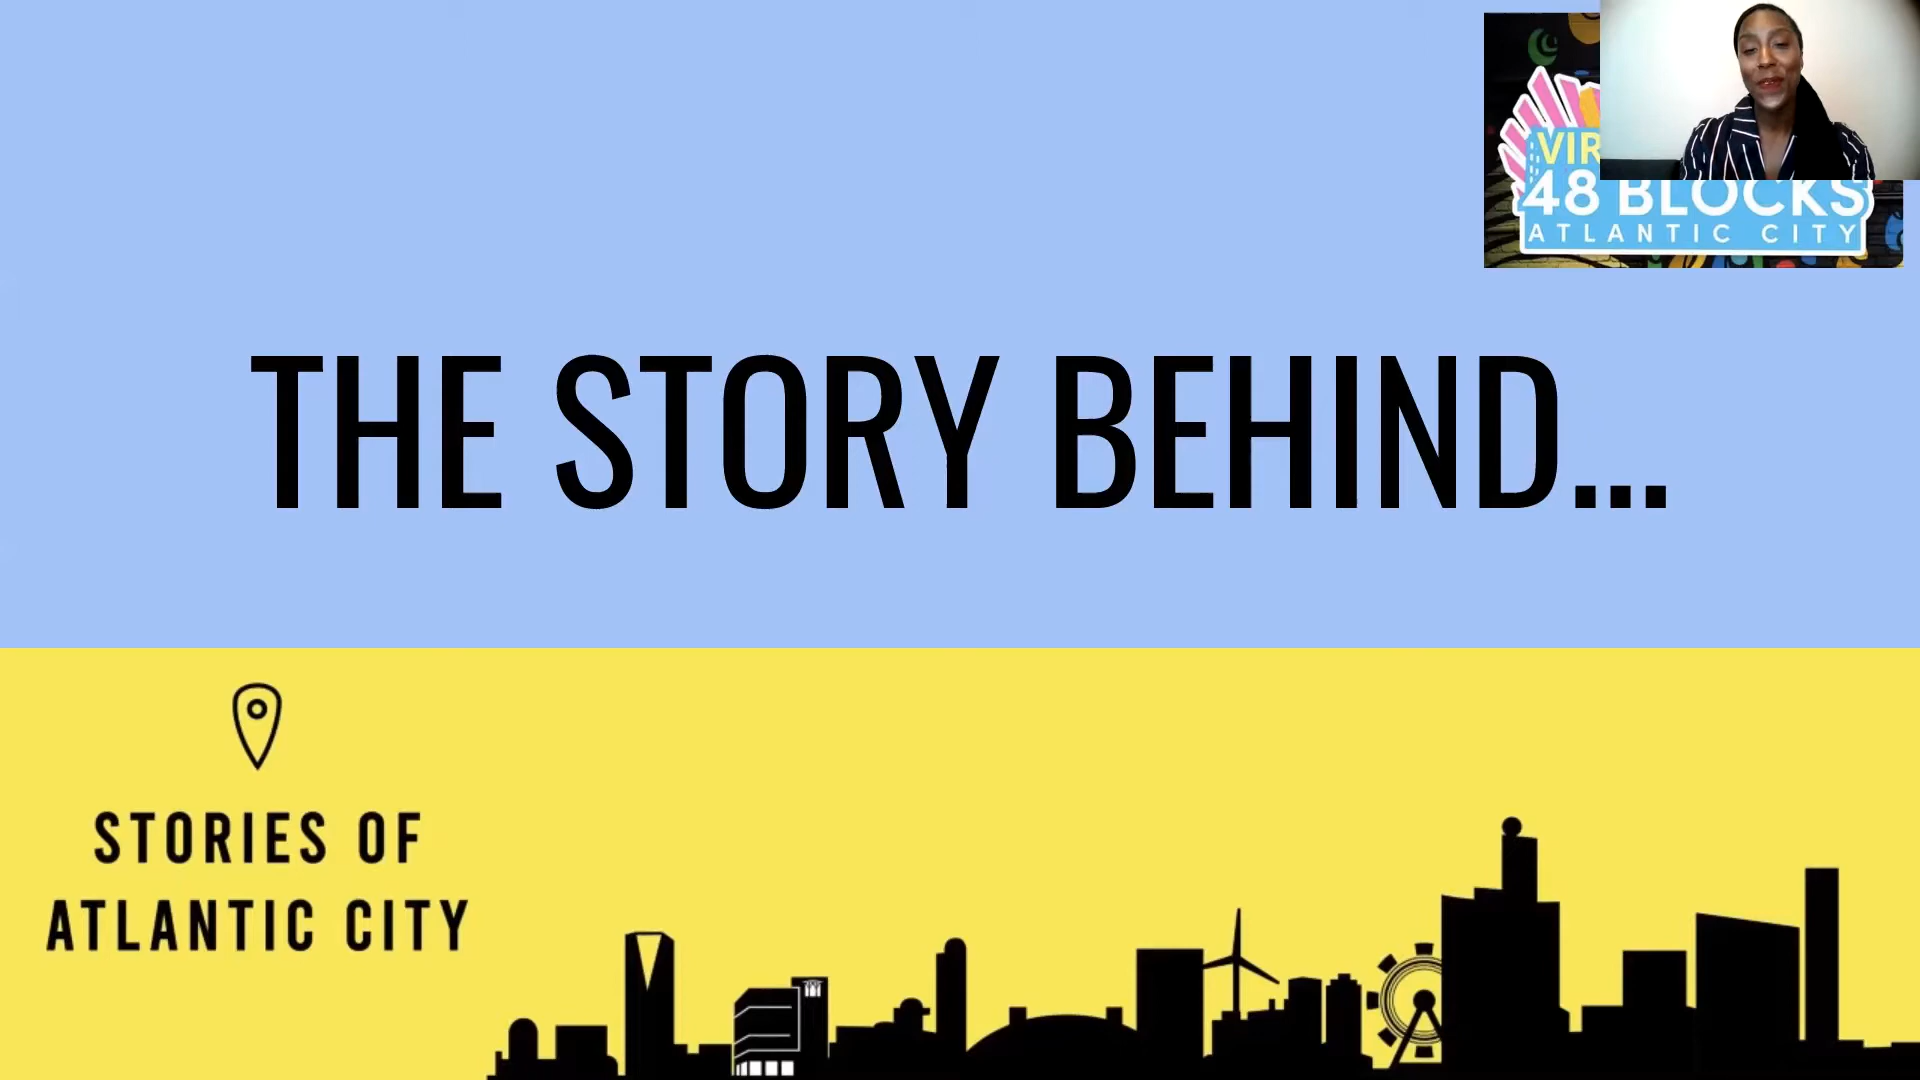 THE STORY BEHIND...
48 BLOCKS
ATLANTIC CITY
STORIES OF
ATLANTIC CITY